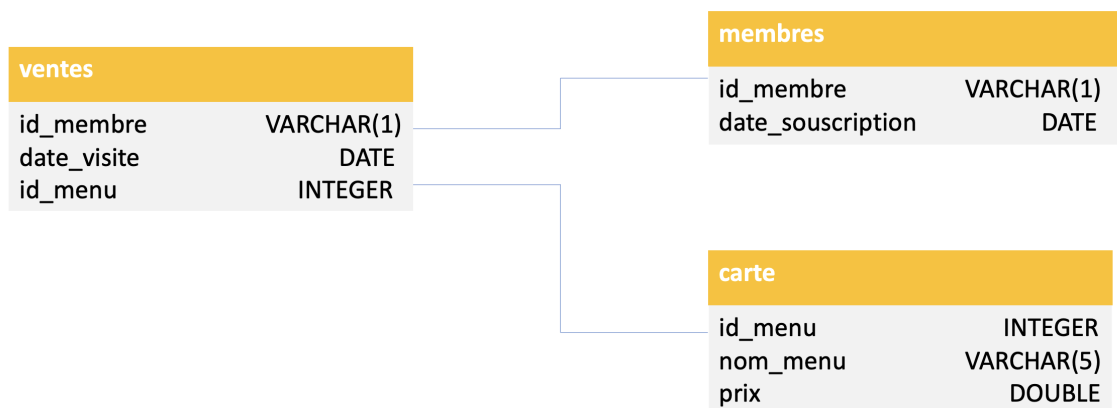 ventes
id_membre VARCHAR(1)
date_visite DATE
id_menu INTEGER
membres
id_membre VARCHAR(1)
date_souscription DATE
carte
id_menu INTEGER
nom_menu VARCHAR(5)
prix DOUBLE